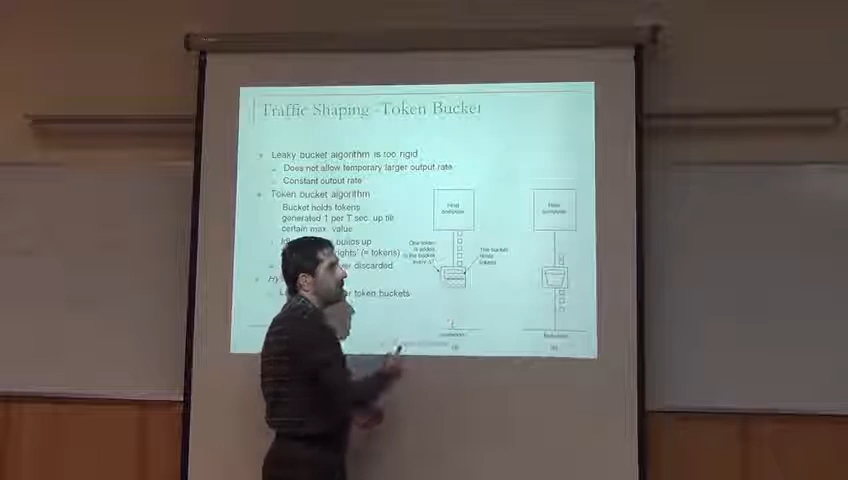 Traffic Shaping -Token Bucket
Leaky bucket algorithm is too rigid
Does not allow temporary larger output rate
Constant output rate
Token bucket algorithm
Bucket holds tokens
generated 1 per T sec. up till
certain max. value
builds up
rights' (= tokens)
discarded
token buckets
Host
computer
One token
is added
to the bucket
every ΔT
The bucket
holds
tokens
Host
computer
(a)
(b)